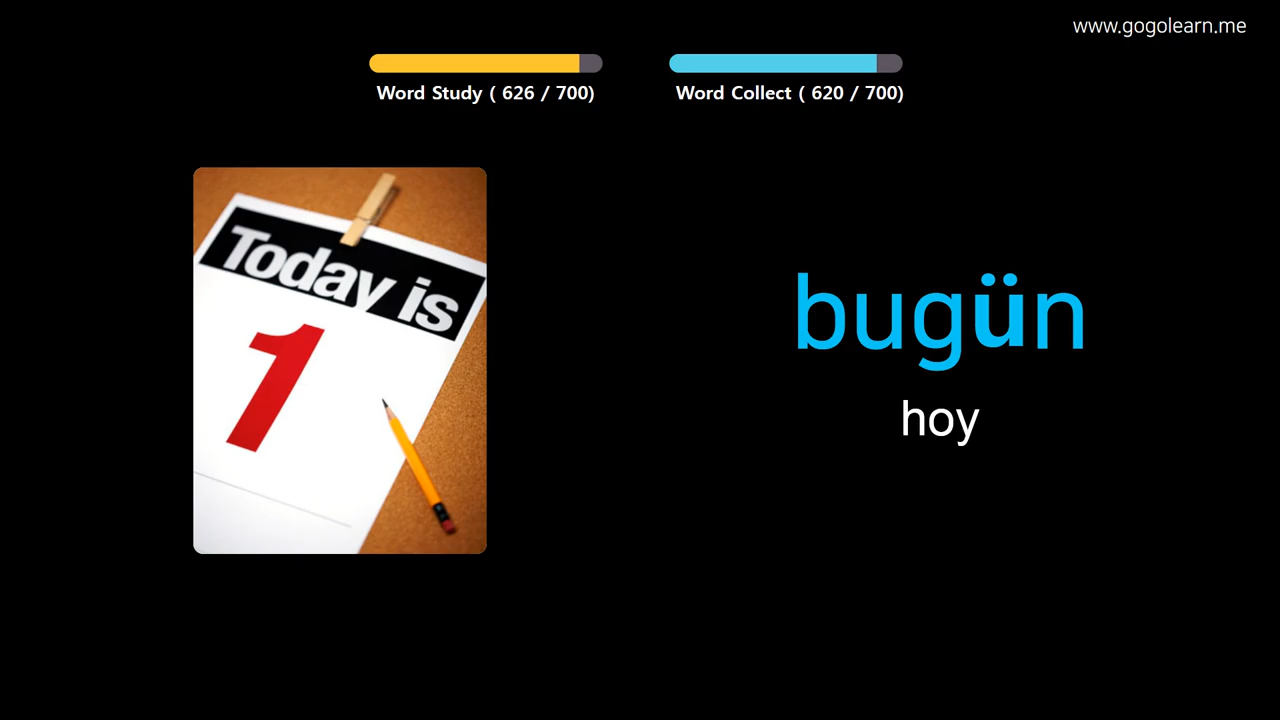 www.gogolearn.me
Word Study ( 626 / 700)
Word Collect ( 620 / 700)
Today is
1
bugün
hoy